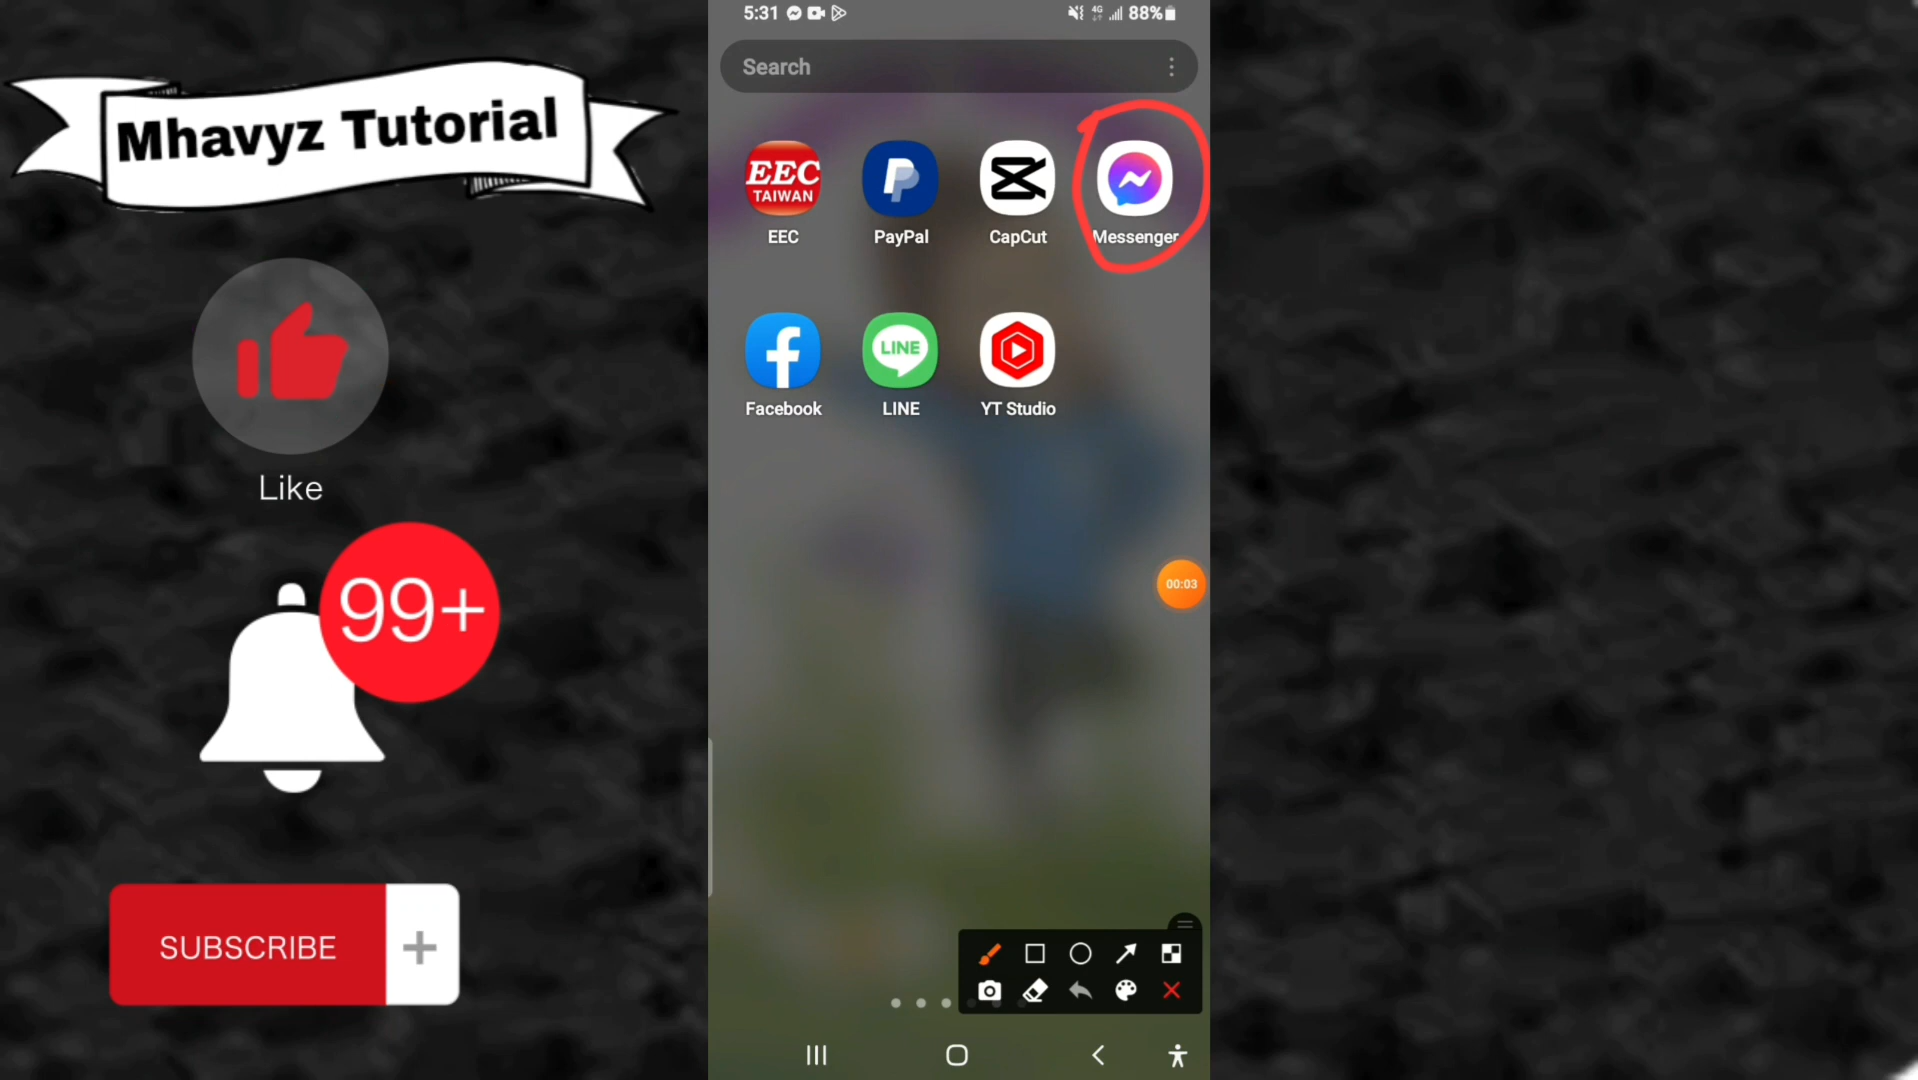 Mhavyz Tutorial
Like
99+
SUBSCRIBE
5:31
4G
88%
Search
EEC
TAIWAN
EEC
PayPal
CapCut
Messenger
LINE
Facebook
LINE
YT Studio
00:03